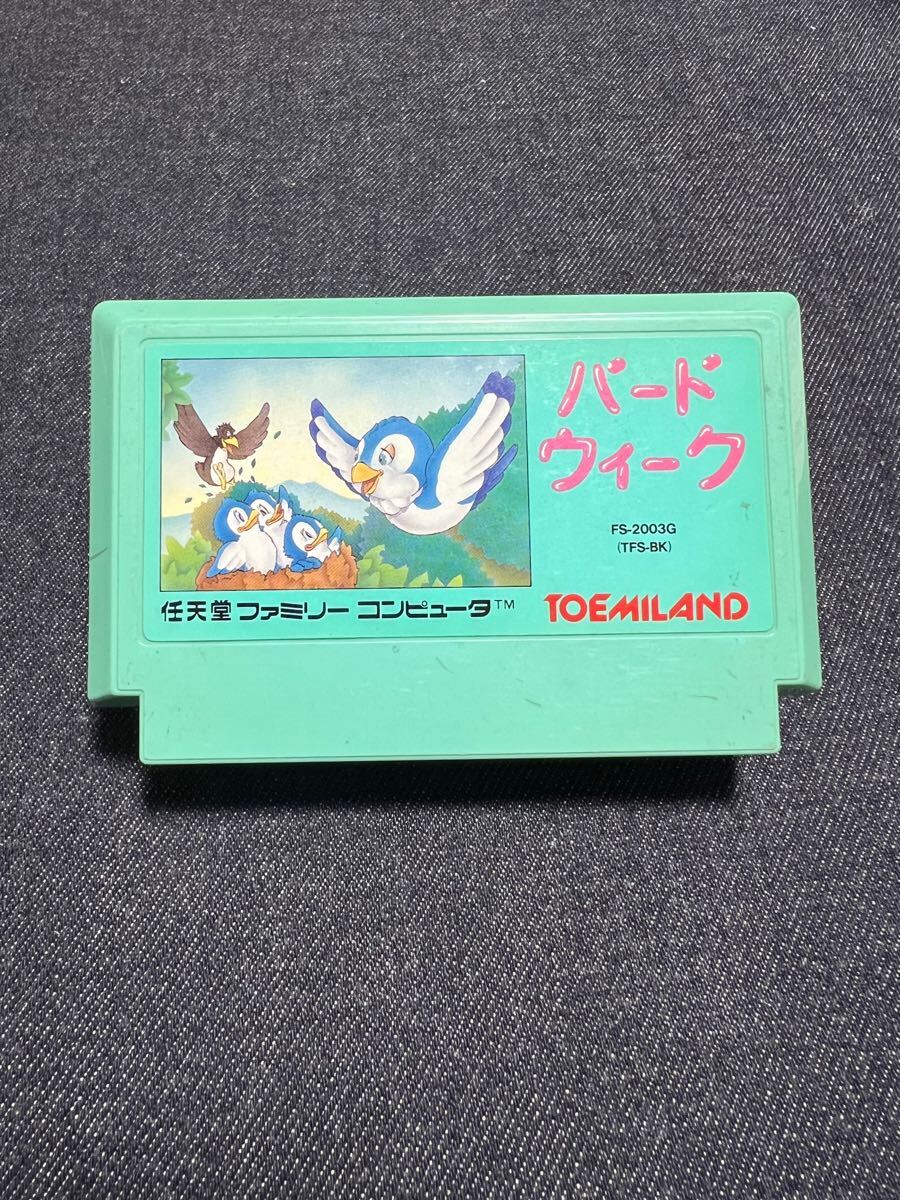 バード
ウィーク
FS-2003G
(TFS-BK)
任天堂 ファミリー コンピュータ™
TOEMILAND